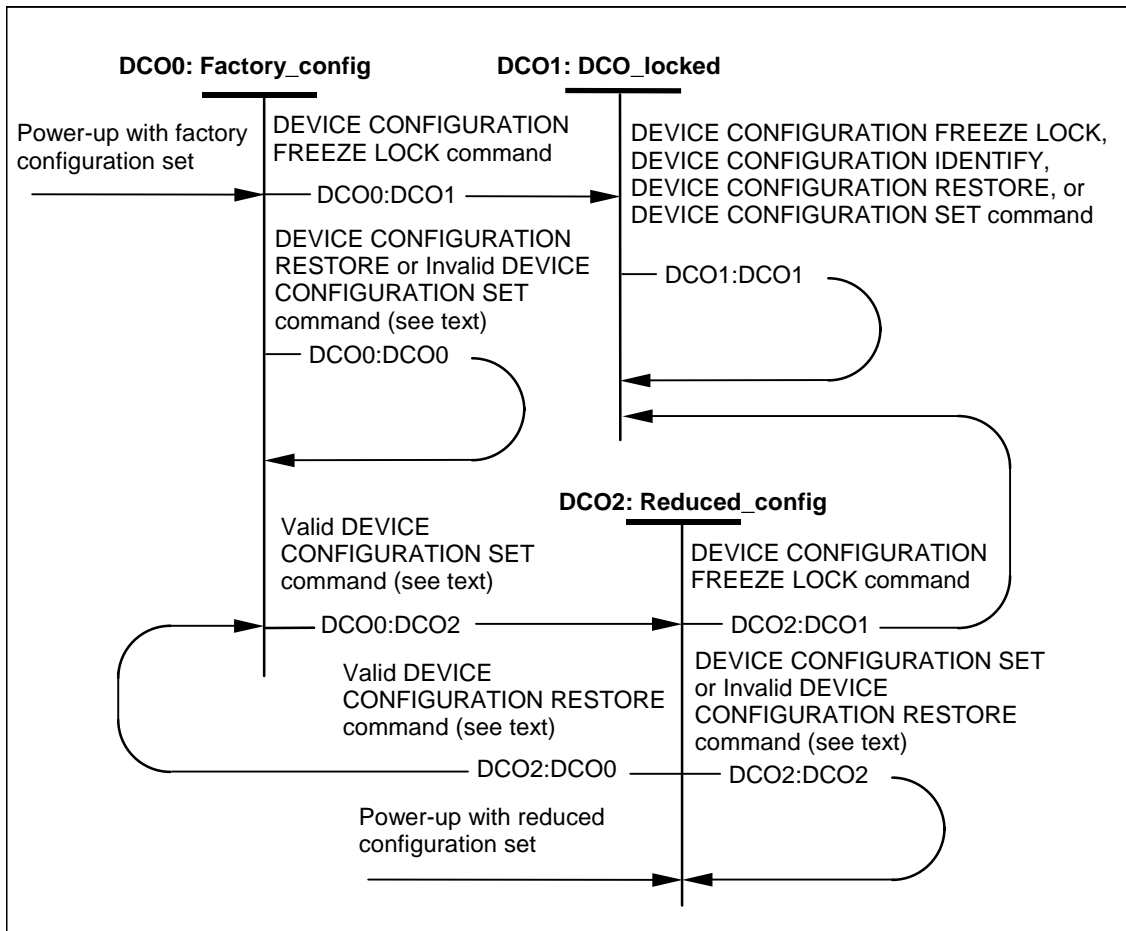 DCO0: Factory_config
DCO1: DCO_locked
Power-up with factory
configuration set
DEVICE CONFIGURATION
FREEZE LOCK command
DCO0:DCO1
DEVICE CONFIGURATION FREEZE LOCK,
DEVICE CONFIGURATION IDENTIFY,
DEVICE CONFIGURATION RESTORE, or
DEVICE CONFIGURATION SET command
DCO1:DCO1
DEVICE CONFIGURATION
RESTORE or Invalid DEVICE
CONFIGURATION SET
command (see text)
DCO0:DCO0
DCO2: Reduced_config
Valid DEVICE
CONFIGURATION SET
command (see text)
DCO0:DCO2
DEVICE CONFIGURATION
FREEZE LOCK command
DCO2:DCO1
Valid DEVICE
CONFIGURATION RESTORE
command (see text)
DCO2:DCO0
DEVICE CONFIGURATION SET
or Invalid DEVICE
CONFIGURATION RESTORE
command (see text)
DCO2:DCO2
Power-up with reduced
configuration set